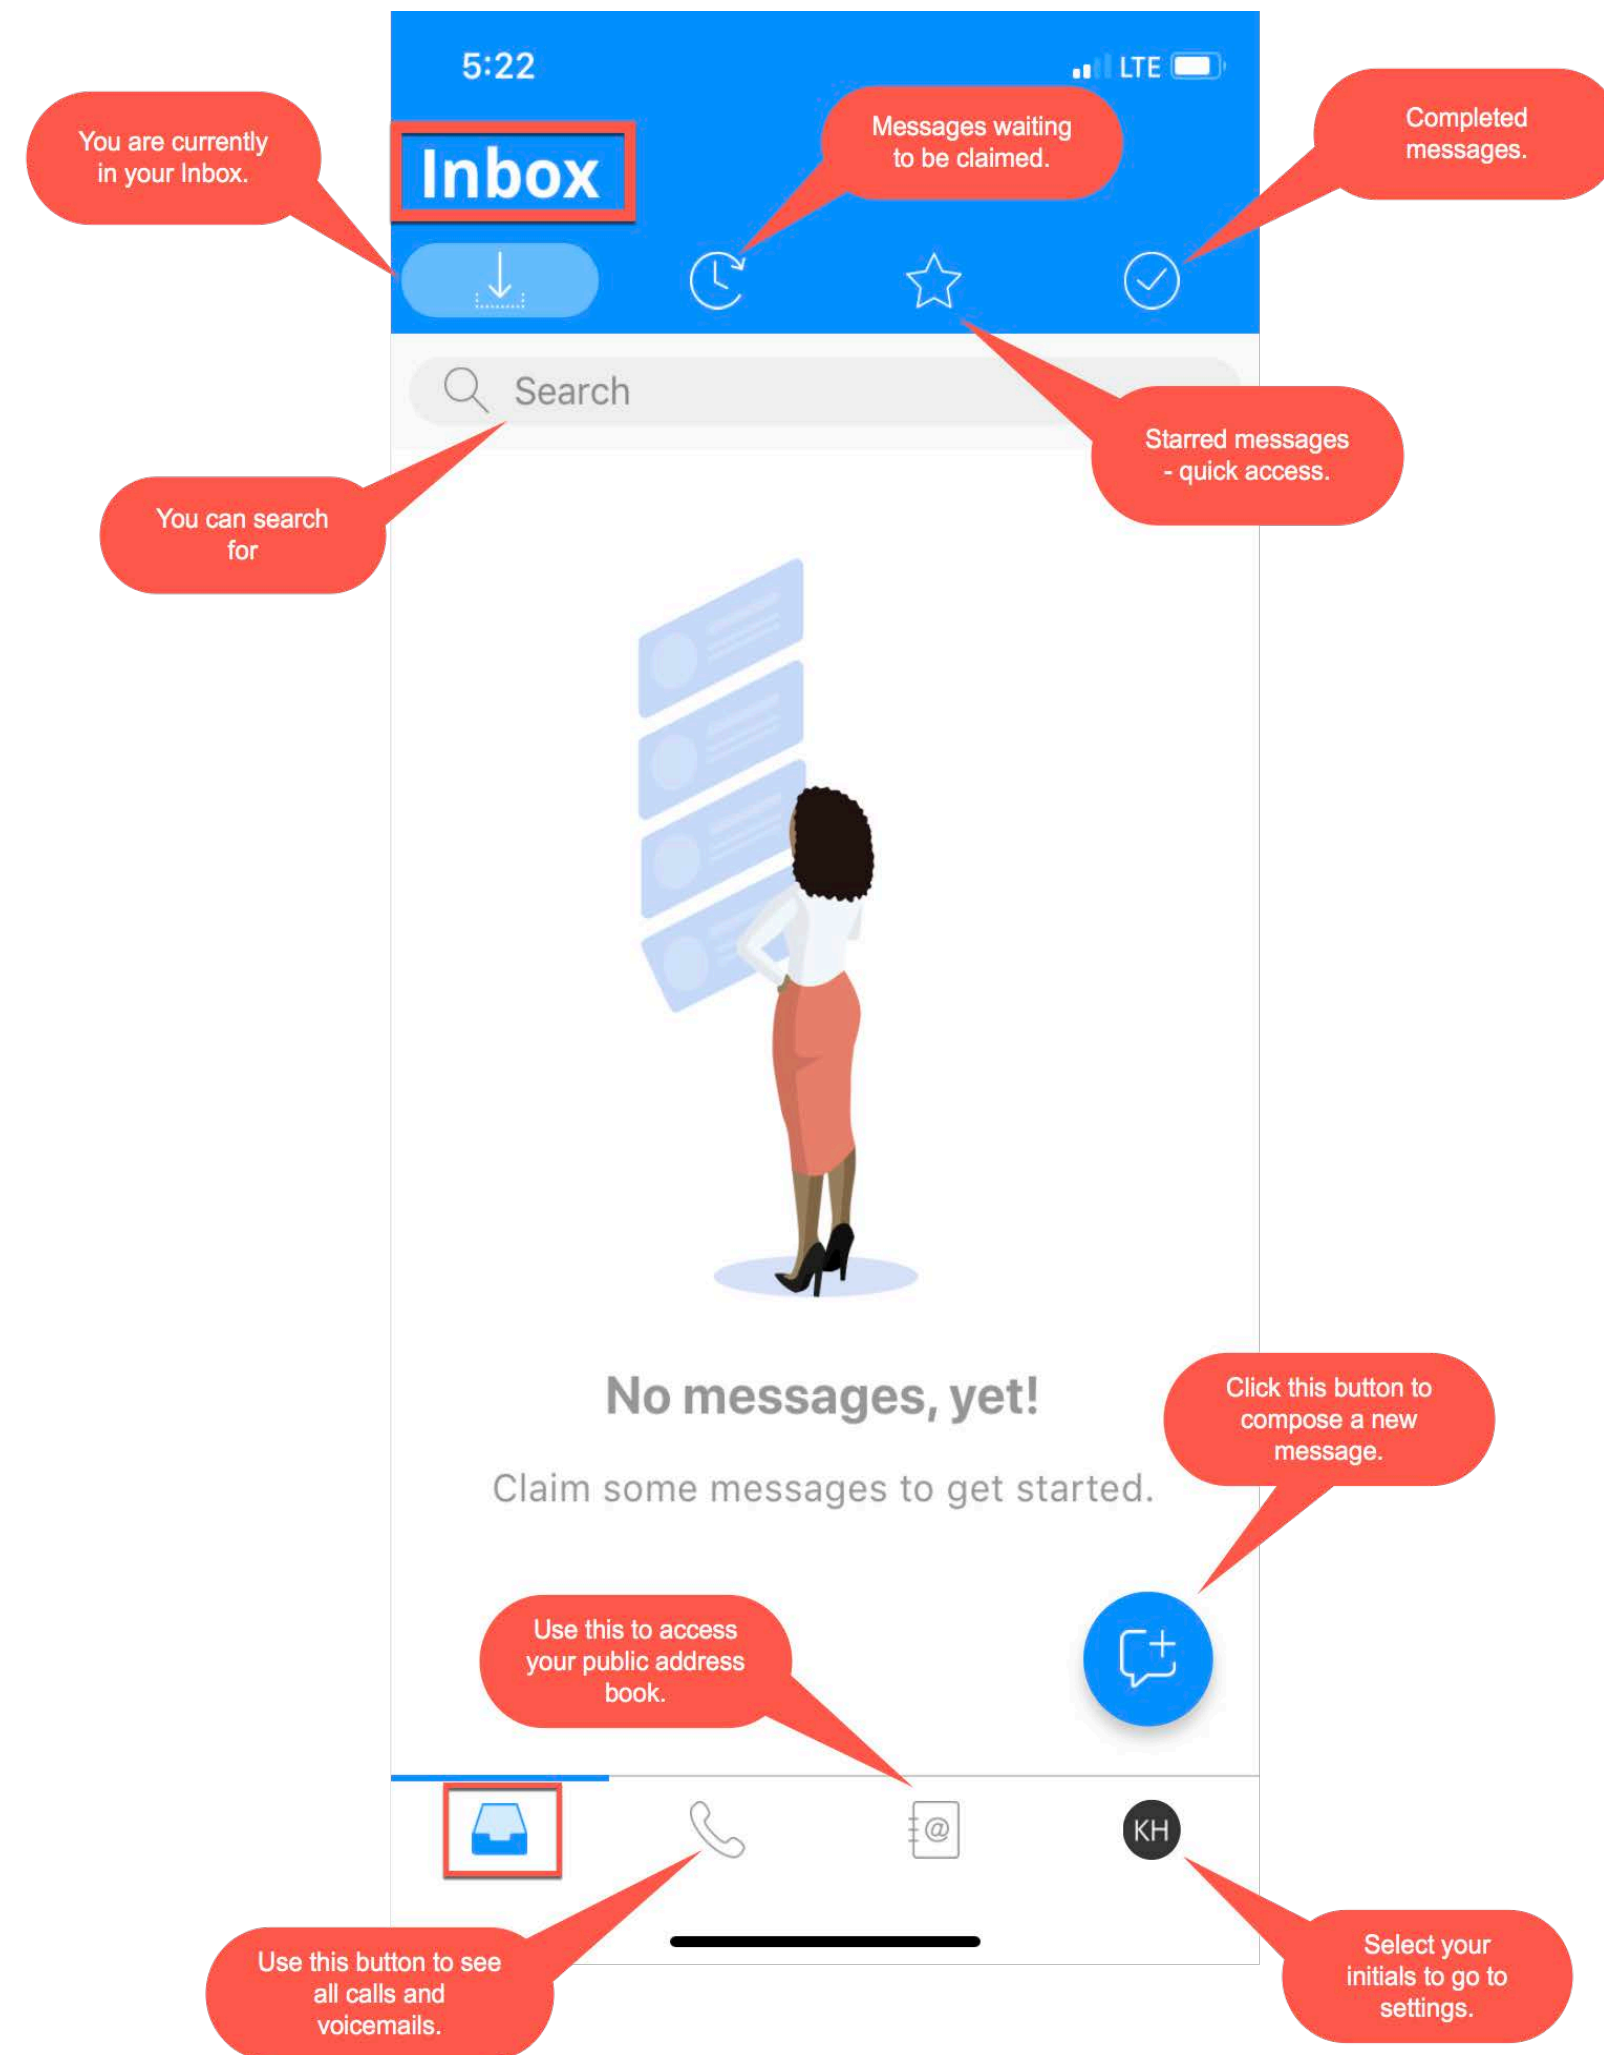 5:22
LTE
You are currently
in your Inbox.
Inbox
Messages waiting
to be claimed.
Completed
messages.
Search
Starred messages
- quick access.
You can search
for
No messages, yet!
Claim some messages to get started.
Click this button to
compose a new
message.
Use this to access
your public address
book.
@
KH
Use this button to see
all calls and
voicemails.
Select your
initials to go to
settings.